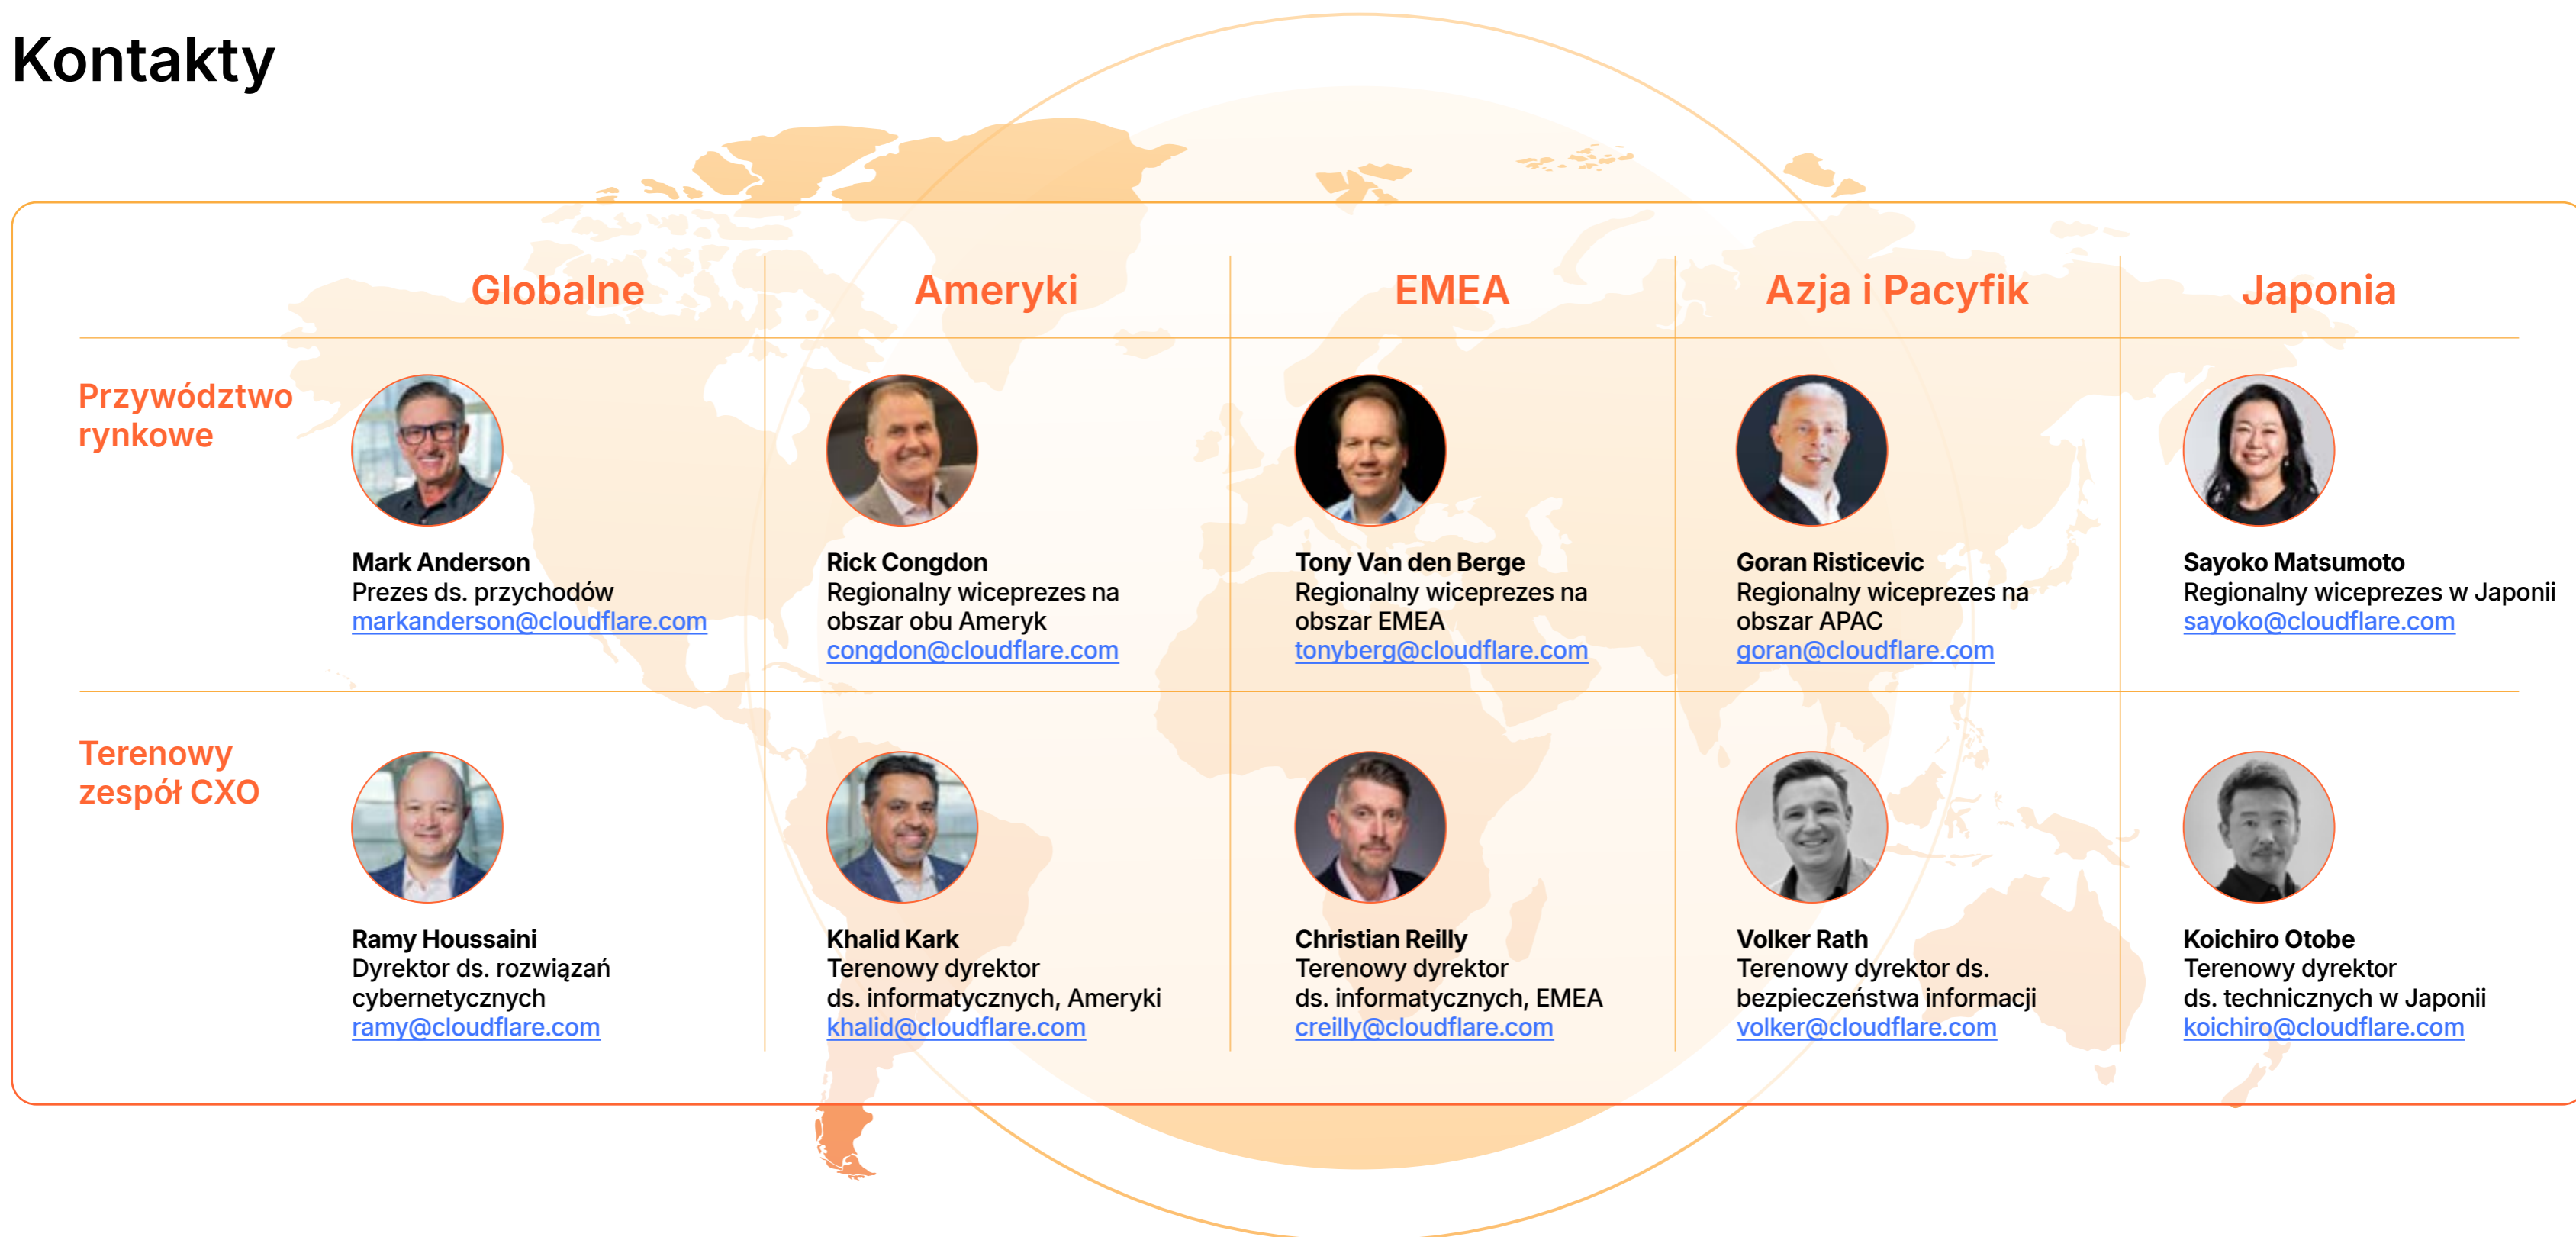 Kontakty
Globalne
Ameryki
EMEA
Azja i Pacyfik
Japonia
Przywództwo
rynkowe
Mark Anderson
Prezes ds. przychodów
markanderson@cloudflare.com
Rick Congdon
Regionalny wiceprezes na
obszar obu Ameryk
congdon@cloudflare.com
Tony Van den Berge
Regionalny wiceprezes na
obszar EMEA
tonyberg@cloudflare.com
Goran Risticevic
Regionalny wiceprezes na
obszar APAC
goran@cloudflare.com
Sayoko Matsumoto
Regionalny wiceprezes w Japonii
sayoko@cloudflare.com
Terenowy
zespół CXO
Ramy Houssaini
Dyrektor ds. rozwiązań
cybernetycznych
ramy@cloudflare.com
Khalid Kark
Terenowy dyrektor
ds. informatycznych, Ameryki
khalid@cloudflare.com
Christian Reilly
Terenowy dyrektor
ds. informatycznych, EMEA
creilly@cloudflare.com
Volker Rath
Terenowy dyrektor ds.
bezpieczeństwa informacji
volker@cloudflare.com
Koichiro Otobe
Terenowy dyrektor
ds. technicznych w Japonii
koichiro@cloudflare.com